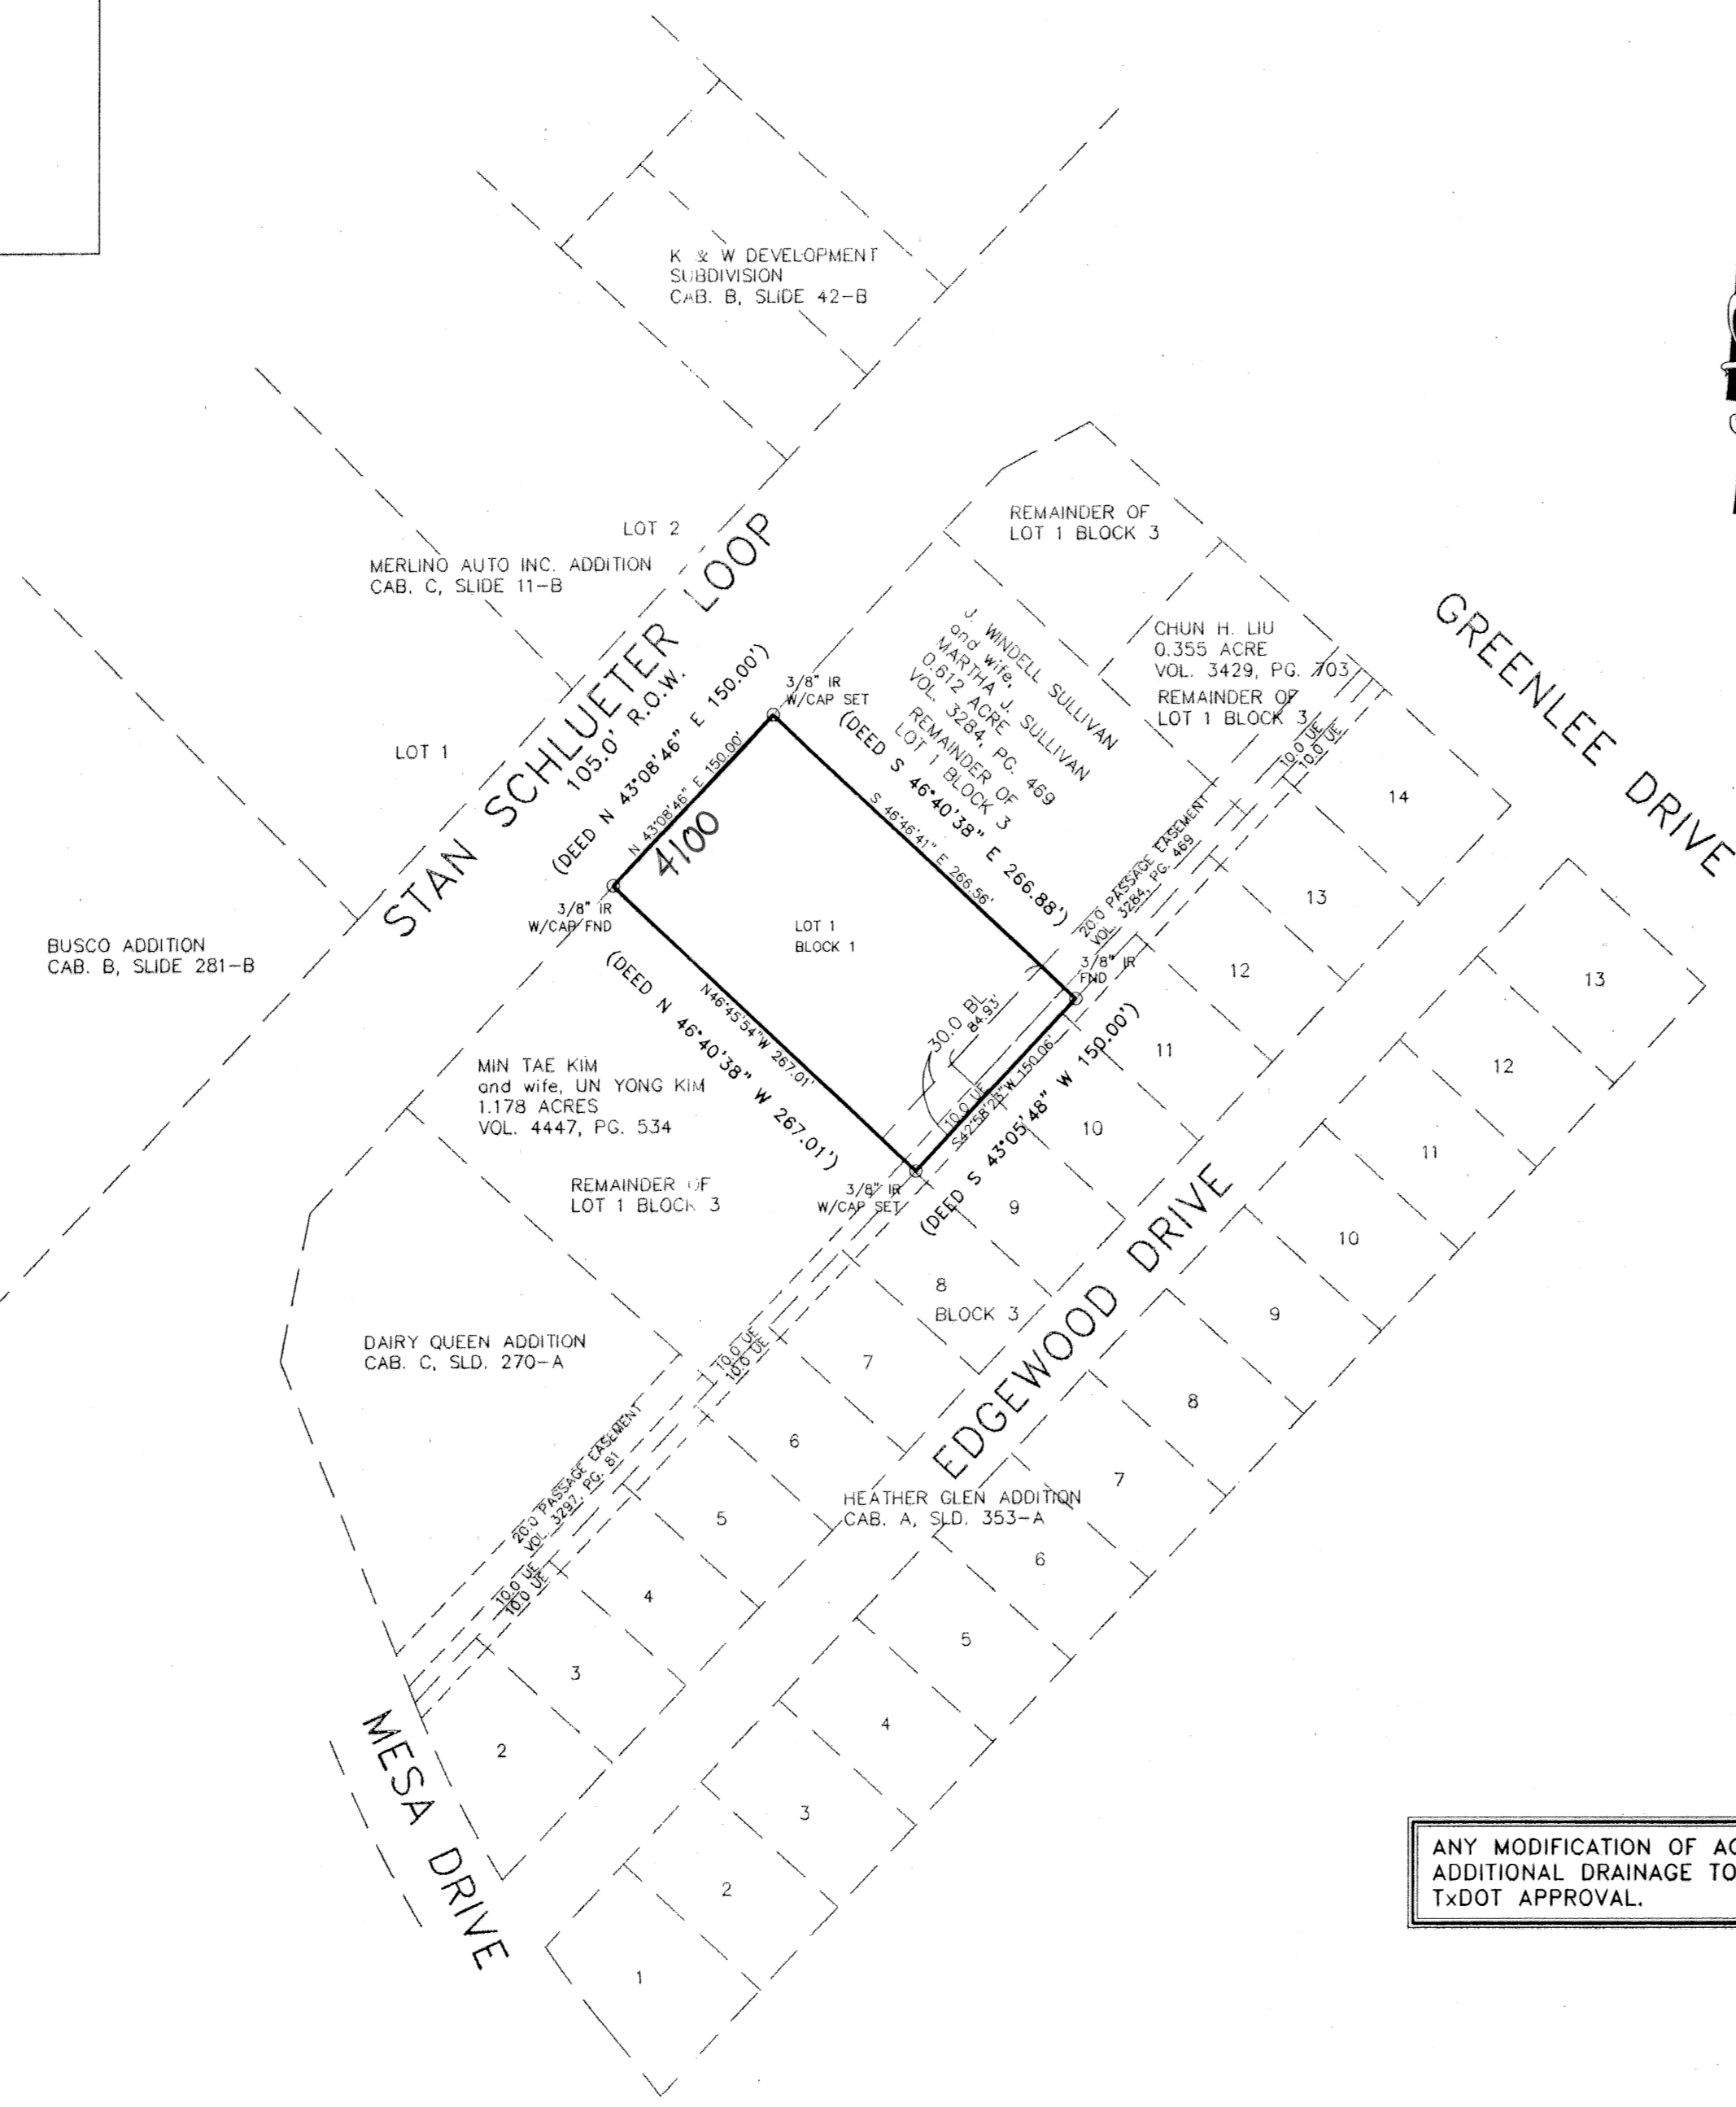 K & W DEVELOPMENT
SUBDIVISION
CAB. B, SLIDE 42-B
LOT 2
MERLINO AUTO INC. ADDITION
CAB. C, SLIDE 11-B
LOT 1
STAN SCHLUETER LOOP
105.0' R.O.W.
(DEED N 43°08'46" E 150.00')
N 43°08'46" E 150.00'
4100
3/8" IR
W/CAP SET
3/8" IR
W/CAP FND
BUSCO ADDITION
CAB. B, SLIDE 281-B
REMAINDER OF
LOT 1 BLOCK 3
J. WINDELL SULLIVAN
and wife,
MARTHA J. SULLIVAN
0.612 ACRE
VOL. 3284, PG. 469
REMAINDER OF
LOT 1 BLOCK 3
CHUN H. LIU
0.355 ACRE
VOL. 3429, PG. 703
REMAINDER OF
LOT 1 BLOCK 3
10.0 UE
10.0 UE
GREENLEE DRIVE
(DEED S 46°40'38" E 266.88')
S 46°46'41" E 266.56'
20.0 PASSAGE EASEMENT
VOL. 3284, PG. 469
LOT 1
BLOCK 1
3/8" IR
FND
30.0 BL
84.93'
10.0 UE
S42°58'23"W 150.06'
(DEED S 43°05'48" W 150.00')
N46°45'54"W 267.01'
(DEED N 46°40'38" W 267.01')
3/8" IR
W/CAP SET
MIN TAE KIM
and wife, UN YONG KIM
1.178 ACRES
VOL. 4447, PG. 534
REMAINDER OF
LOT 1 BLOCK 3
DAIRY QUEEN ADDITION
CAB. C, SLD. 270-A
10.0 UE
10.0 UE
20.0 PASSAGE EASEMENT
VOL. 3297, PG. 81
10.0 UE
10.0 UE
14
13
12
11
10
9
8
BLOCK 3
7
6
5
4
3
2
EDGEWOOD DRIVE
HEATHER GLEN ADDITION
CAB. A, SLD. 353-A
13
12
11
10
9
8
7
6
5
4
3
2
1
MESA DRIVE
ANY MODIFICATION OF
ADDITIONAL DRAINAGE TO
TxDOT APPROVAL.